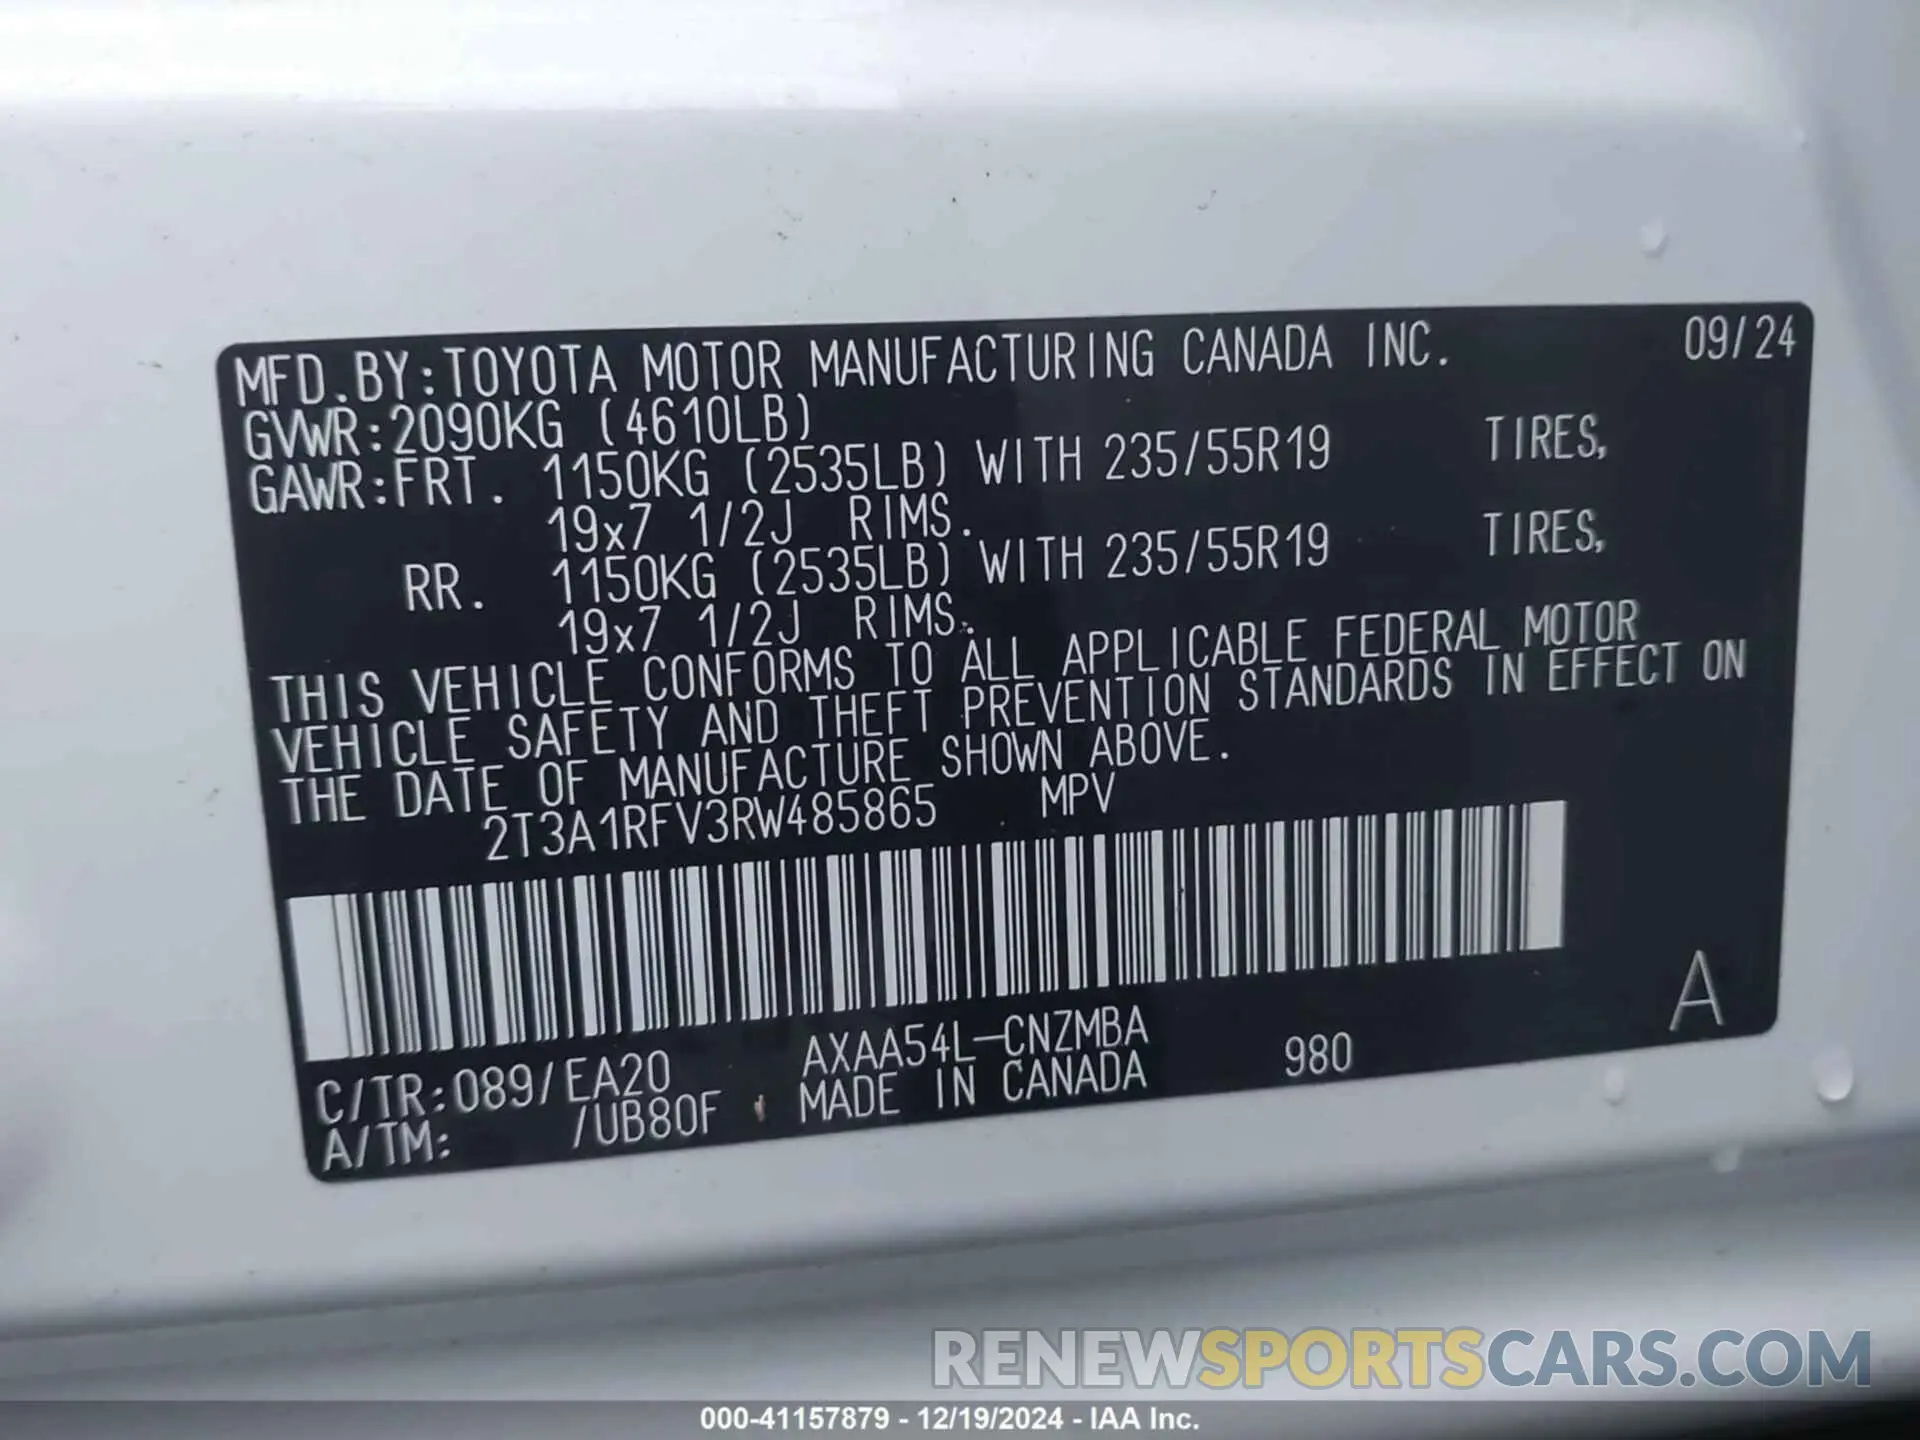 MFD.BY:TOYOTA MOTOR MANUFACTURING CANADA INC. 09/24
GVWR:2090KG (4610LB)
GAWR:FRT. 1150KG (2535LB) WITH 235/55R19 TIRES,
19x7 1/2J RIMS.
RR. 1150KG (2535LB) WITH 235/55R19 TIRES,
19x7 1/2J RIMS.
THIS VEHICLE CONFORMS TO ALL APPLICABLE FEDERAL MOTOR
VEHICLE SAFETY AND THEFT PREVENTION STANDARDS IN EFFECT ON
THE DATE OF MANUFACTURE SHOWN ABOVE.
2T3A1RFV3RW485865 MPV
A
C/TR:089/EA20 AXAA54L-CNZMBA 980
A/TM: /UB80F MADE IN CANADA
RENEWSPORTSCARS.COM
000-41157879 - 12/19/2024 - IAA Inc.